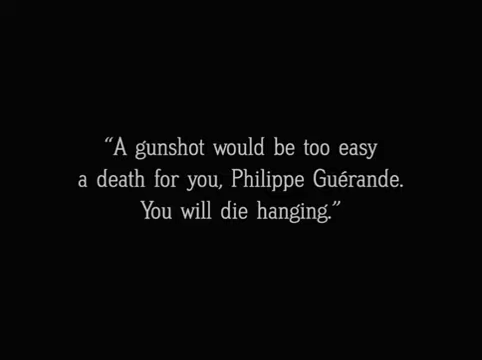 “A gunshot would be too easy
a death for you, Philippe Guérande.
You will die hanging.”